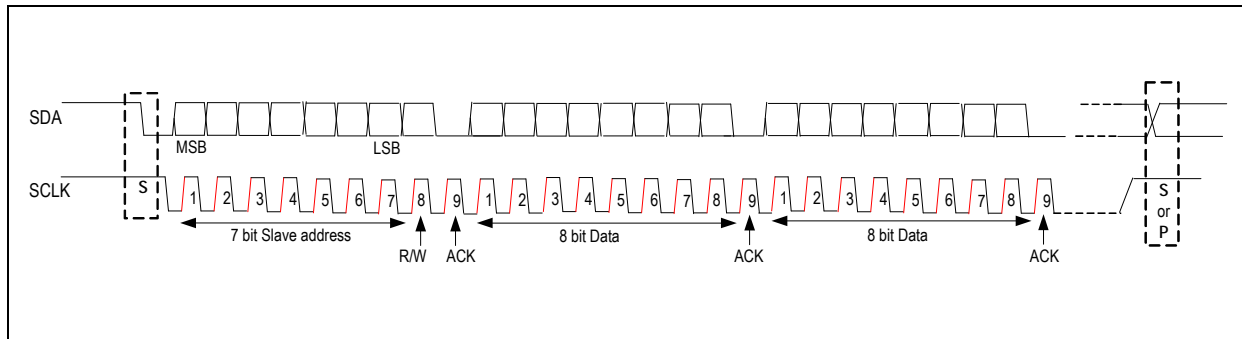 SDA
MSB LSB
SCLK S 1 2 3 4 5 6 7 8 9 1 2 3 4 5 6 7 8 9 1 2 3 4 5 6 7 8 9 S
or
P
7 bit Slave address 8 bit Data 8 bit Data
R/W ACK ACK ACK